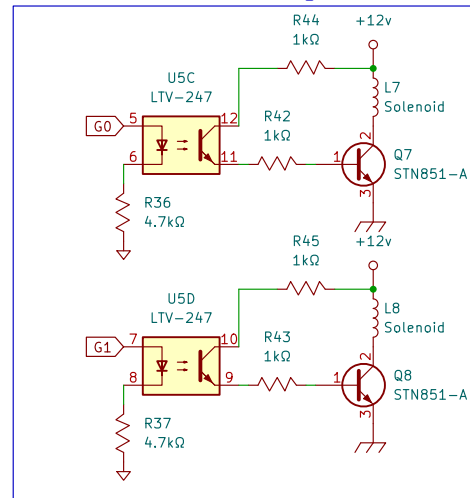 R44
1kΩ
+12v
U5C
LTV-247
L7
Solenoid
G0
5
12
R42
1kΩ
2
6
11
1
Q7
STN851-A
3
R36
4.7kΩ
R45
1kΩ
+12v
U5D
LTV-247
L8
Solenoid
G1
7
10
R43
1kΩ
2
8
9
1
Q8
STN851-A
3
R37
4.7kΩ